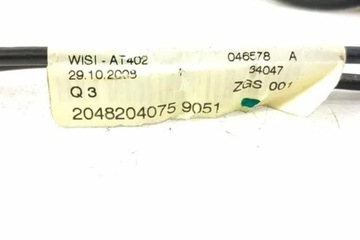 WISI - AT402 046578 A
29.10.2008 34047
Q 3 ZGS 001
2048204075 9051